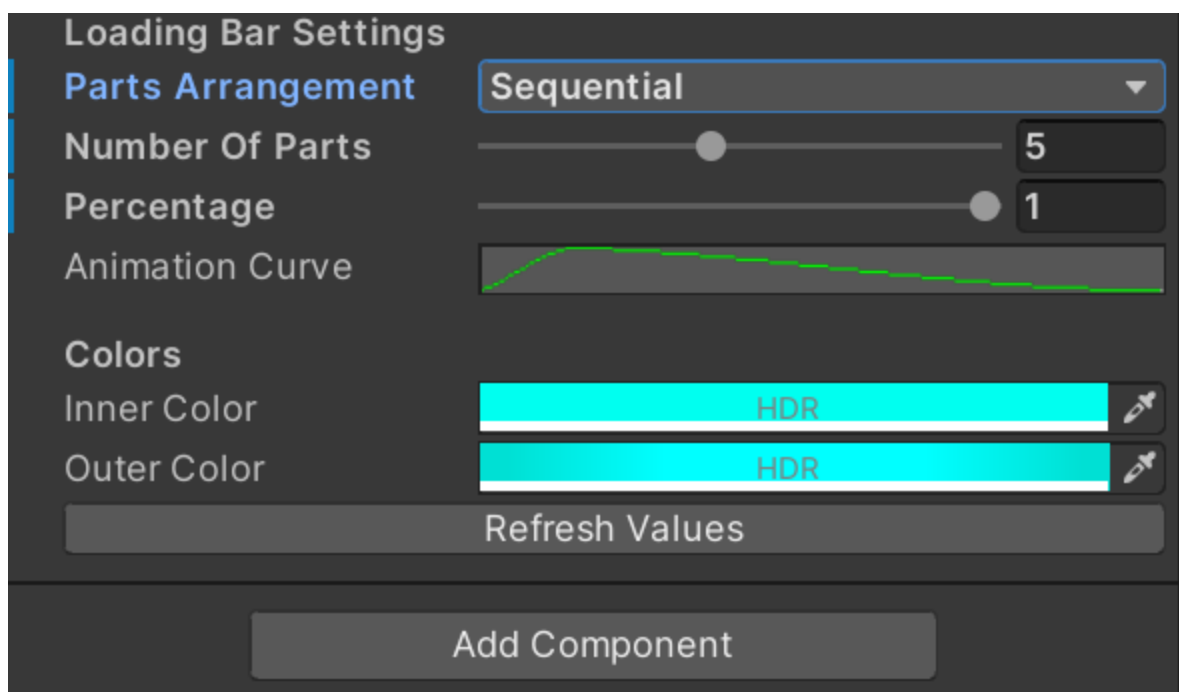 Loading Bar Settings
Parts Arrangement Sequential
Number Of Parts 5
Percentage 1
Animation Curve
Colors
Inner Color HDR
Outer Color HDR
Refresh Values
Add Component